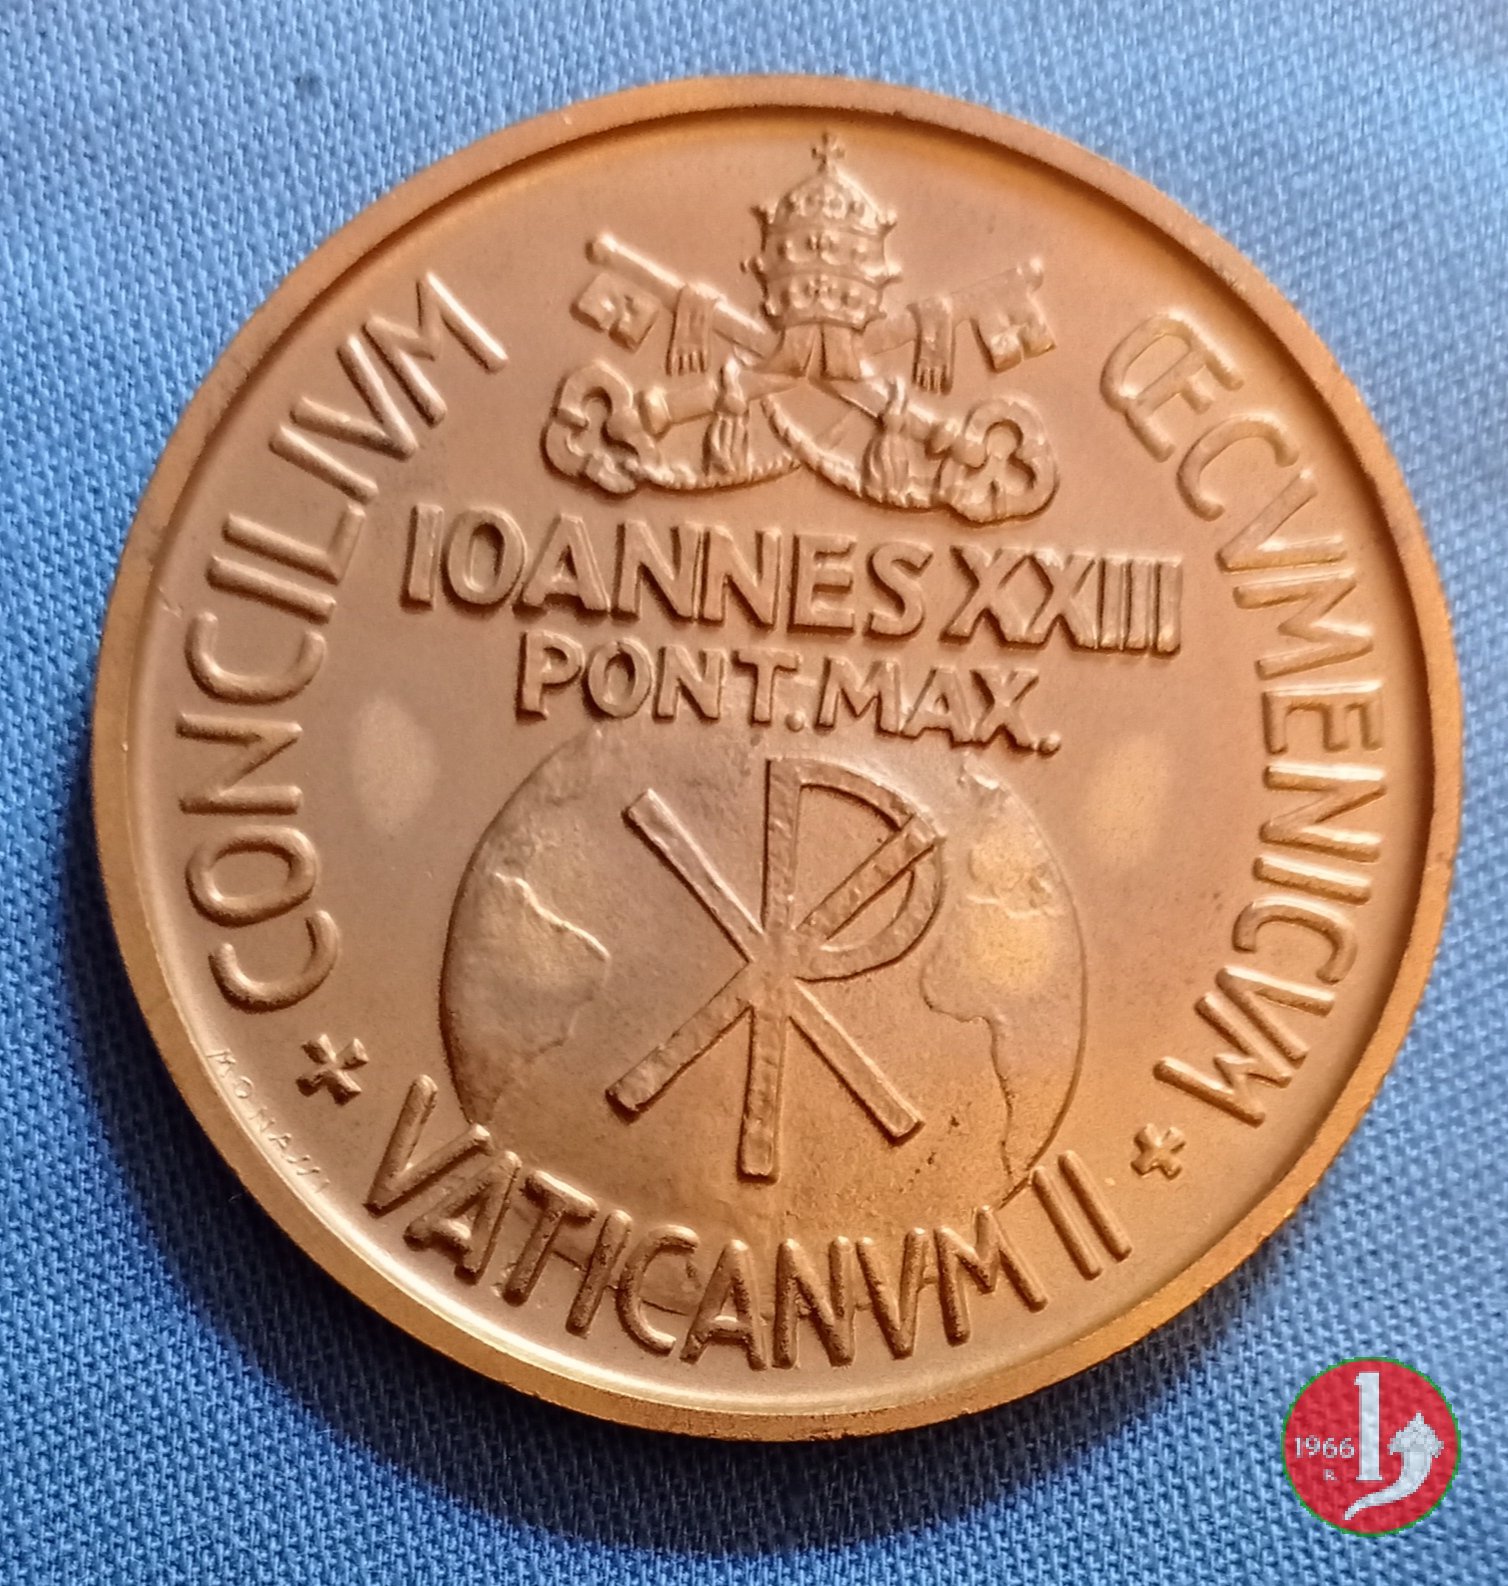 CONCILIVM ŒCVMENICVM
IOANNES XXIII
PONT. MAX.
VATICANVM II
1966
R